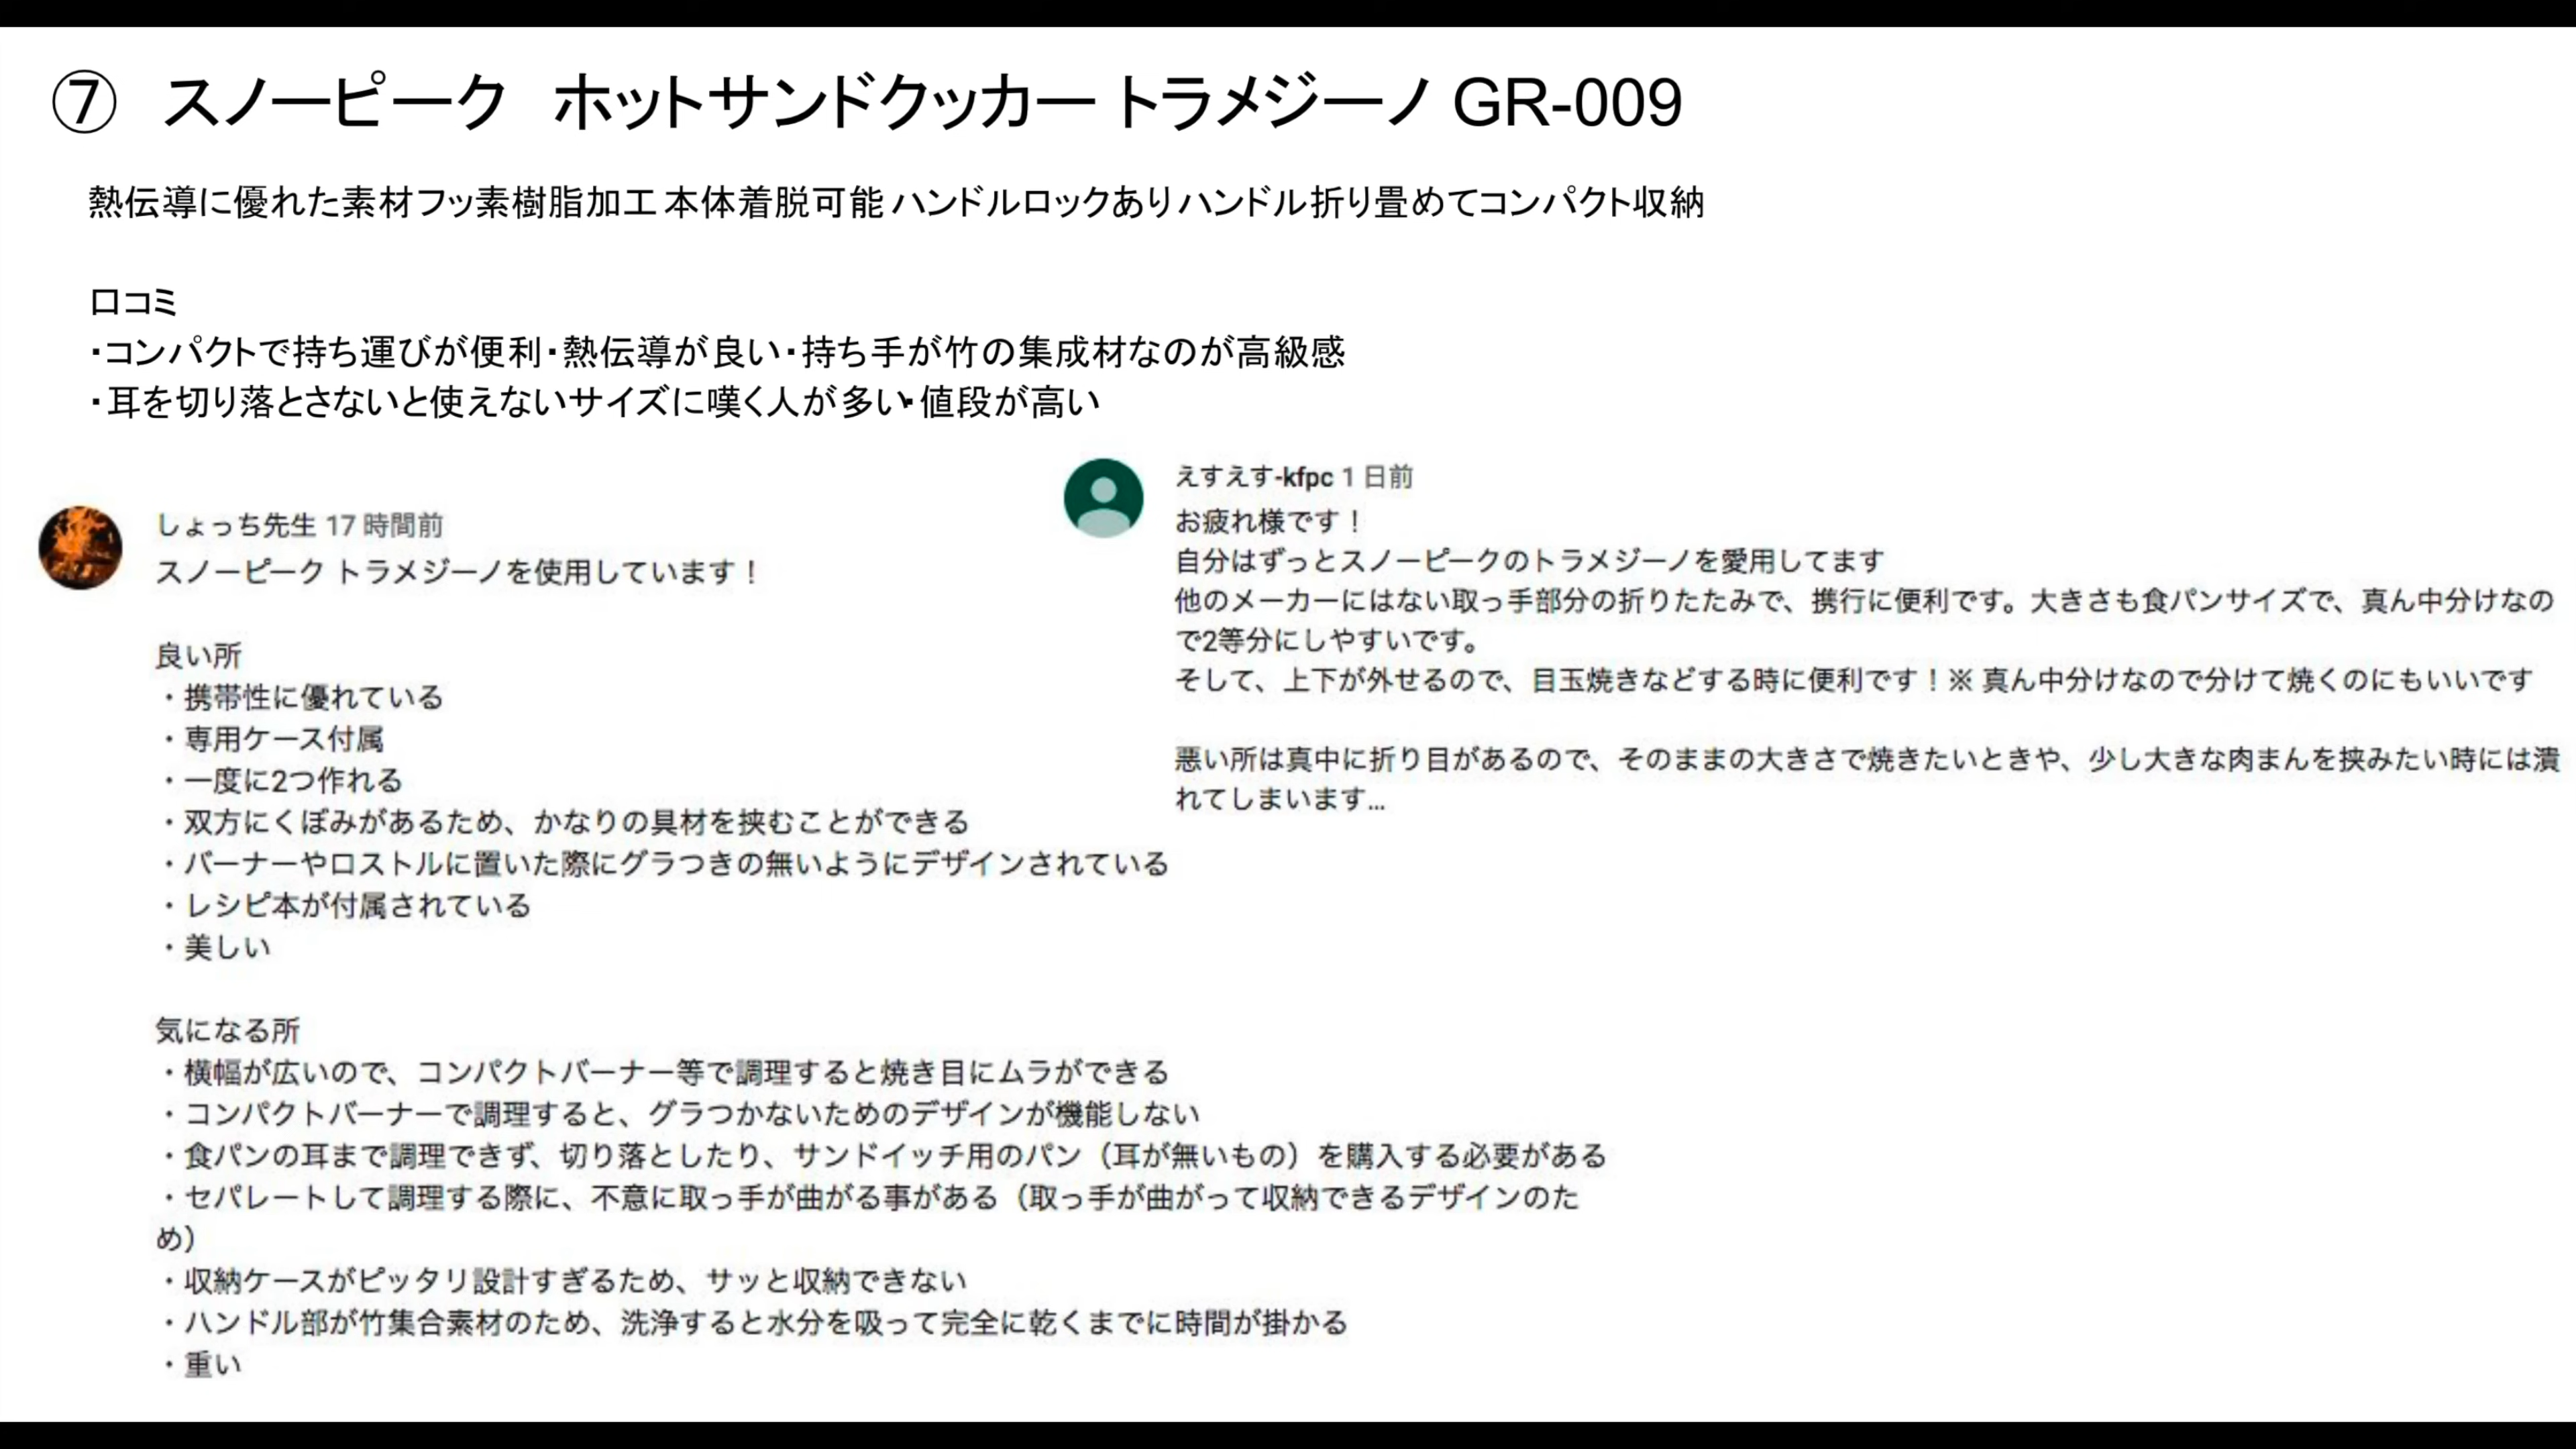 ⑦　スノーピーク　ホットサンドクッカー トラメジーノ GR-009
熱伝導に優れた素材フッ素樹脂加工 本体着脱可能 ハンドルロックありハンドル折り畳めてコンパクト収納
口コミ
・コンパクトで持ち運びが便利・熱伝導が良い・持ち手が竹の集成材なのが高級感
・耳を切り落とさないと使えないサイズに嘆く人が多い・値段が高い
しょっち先生 17 時間前
スノーピーク トラメジーノを使用しています！
良い所
・携帯性に優れている
・専用ケース付属
・一度に2つ作れる
・双方にくぼみがあるため、かなりの具材を挟むことができる
・バーナーやロストルに置いた際にグラつきの無いようにデザインされている
・レシピ本が付属されている
・美しい
気になる所
・横幅が広いので、コンパクトバーナー等で調理すると焼き目にムラができる
・コンパクトバーナーで調理すると、グラつかないためのデザインが機能しない
・食パンの耳まで調理できず、切り落としたり、サンドイッチ用のパン（耳が無いもの）を購入する必要がある
・セパレートして調理する際に、不意に取っ手が曲がる事がある（取っ手が曲がって収納できるデザインのた
め）
・収納ケースがピッタリ設計すぎるため、サッと収納できない
・ハンドル部が竹集合素材のため、洗浄すると水分を吸って完全に乾くまでに時間が掛かる
・重い
えすえす-kfpc 1 日前
お疲れ様です！
自分はずっとスノーピークのトラメジーノを愛用してます
他のメーカーにはない取っ手部分の折りたたみで、携行に便利です。大きさも食パンサイズで、真ん中分けなの
で2等分にしやすいです。
そして、上下が外せるので、目玉焼きなどする時に便利です！※ 真ん中分けなので分けて焼くのにもいいです
悪い所は真中に折り目があるので、そのままの大きさで焼きたいときや、少し大きな肉まんを挟みたい時には潰
れてしまいます...